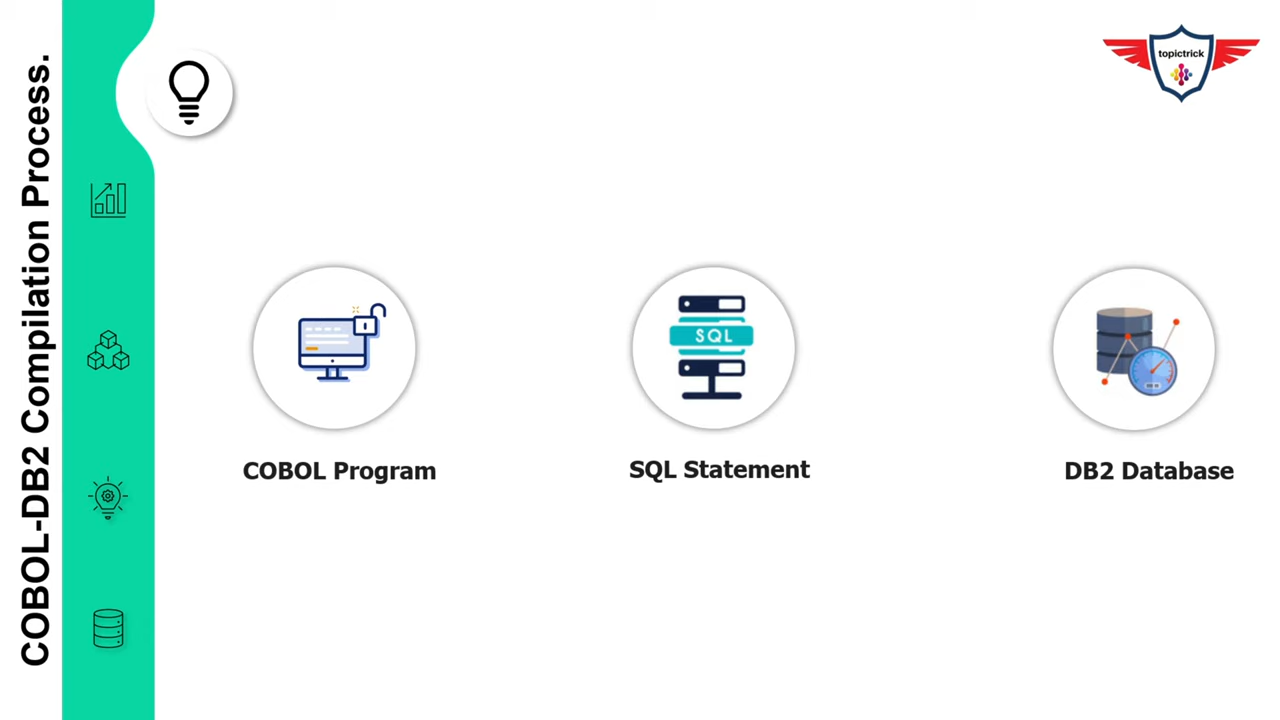 COBOL-DB2 Compilation Process.
topictrick
SQL
COBOL Program
SQL Statement
DB2 Database